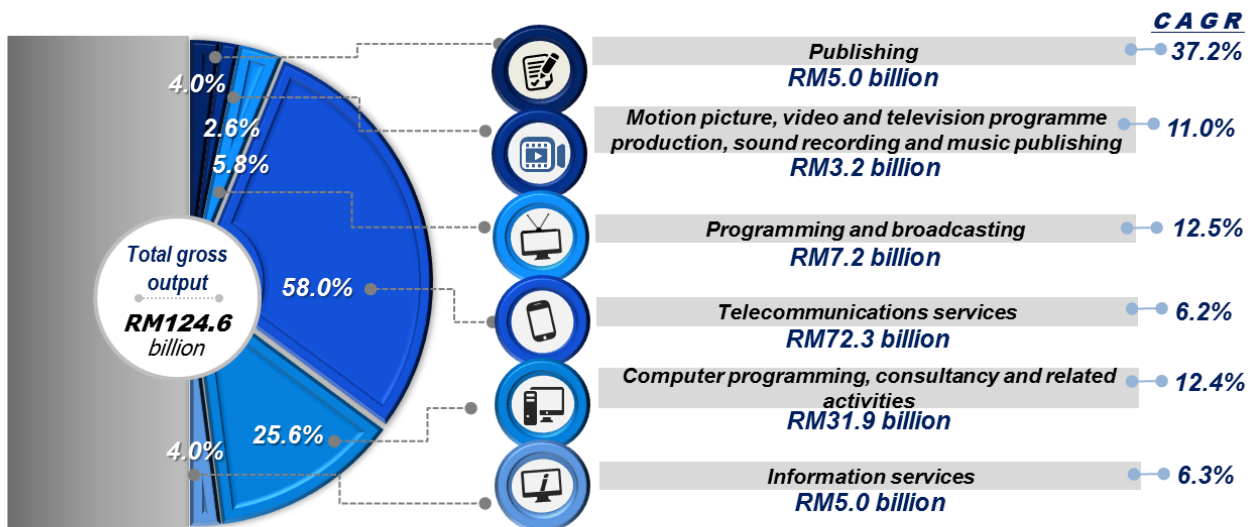 CAGR
4.0%
Publishing
37.2%
RM5.0 billion
2.6%
Motion picture, video and television programme
production, sound recording and music publishing
11.0%
RM3.2 billion
5.8%
Programming and broadcasting
12.5%
RM7.2 billion
Total gross
output
RM124.6
billion
58.0%
Telecommunications services
6.2%
RM72.3 billion
25.6%
Computer programming, consultancy and related
activities
12.4%
RM31.9 billion
4.0%
Information services
6.3%
RM5.0 billion